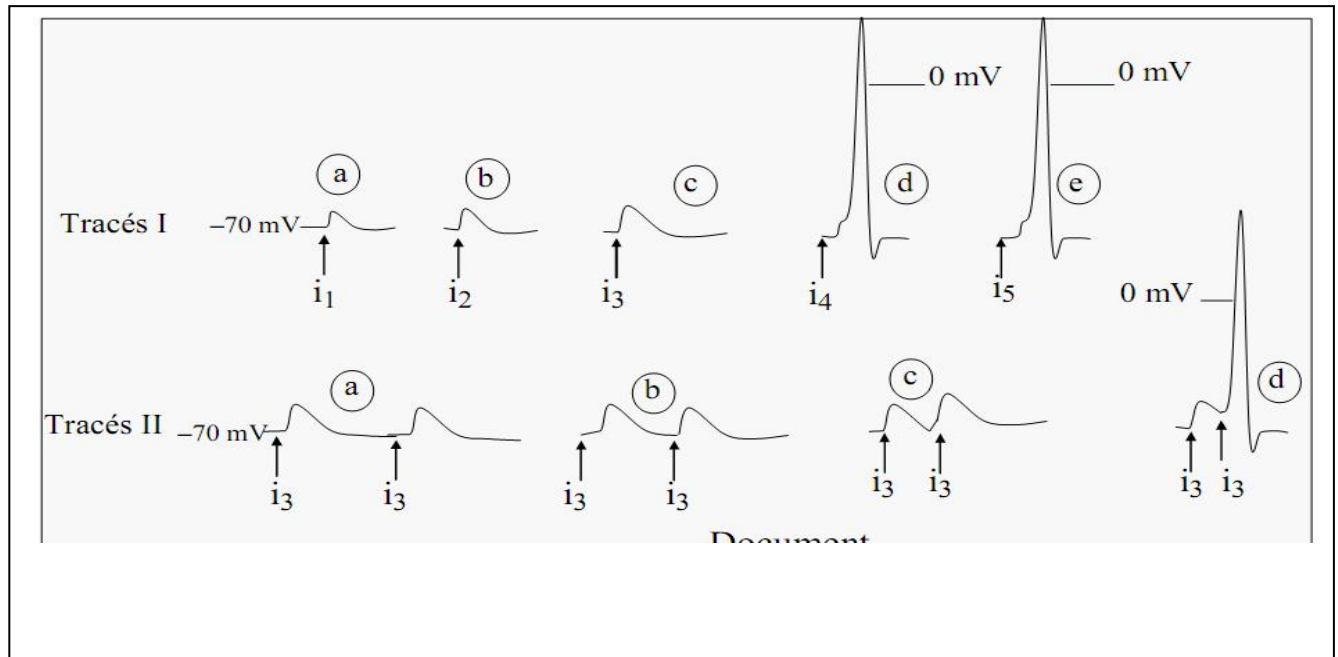 0 mV 0 mV
a b c d e
Tracés I –70 mV
i₁ i₂ i₃ i₄ i₅
0 mV
a b c d
Tracés II –70 mV
i₃ i₃ i₃ i₃ i₃ i₃ i₃ i₃
Document